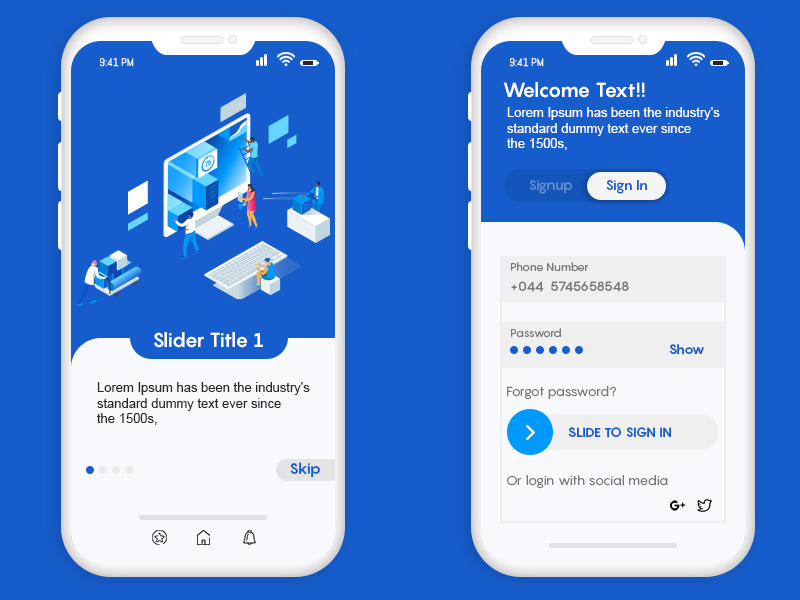 9:41 PM
Slider Title 1
Lorem Ipsum has been the industry's
standard dummy text ever since
the 1500s,
Skip
9:41 PM
Welcome Text!!
Lorem Ipsum has been the industry's
standard dummy text ever since
the 1500s,
Signup Sign In
Phone Number
+044 5745658548
Password
Show
Forgot password?
SLIDE TO SIGN IN
Or login with social media
G+